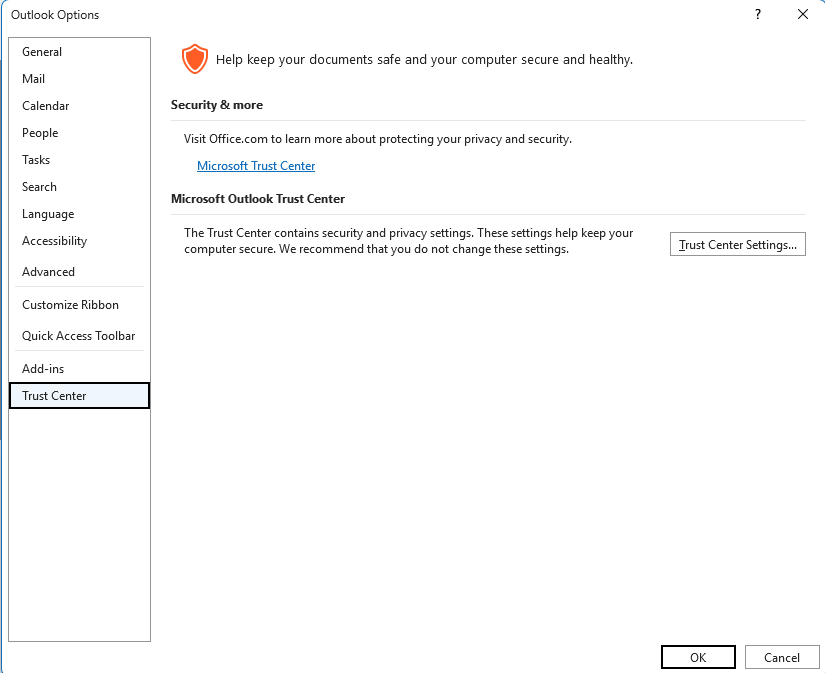 Outlook Options
?
General
Mail
Calendar
People
Tasks
Search
Language
Accessibility
Advanced
Customize Ribbon
Quick Access Toolbar
Add-ins
Trust Center
Help keep your documents safe and your computer secure and healthy.
Security & more
Visit Office.com to learn more about protecting your privacy and security.
Microsoft Trust Center
Microsoft Outlook Trust Center
The Trust Center contains security and privacy settings. These settings help keep your
computer secure. We recommend that you do not change these settings.
Trust Center Settings...
OK
Cancel